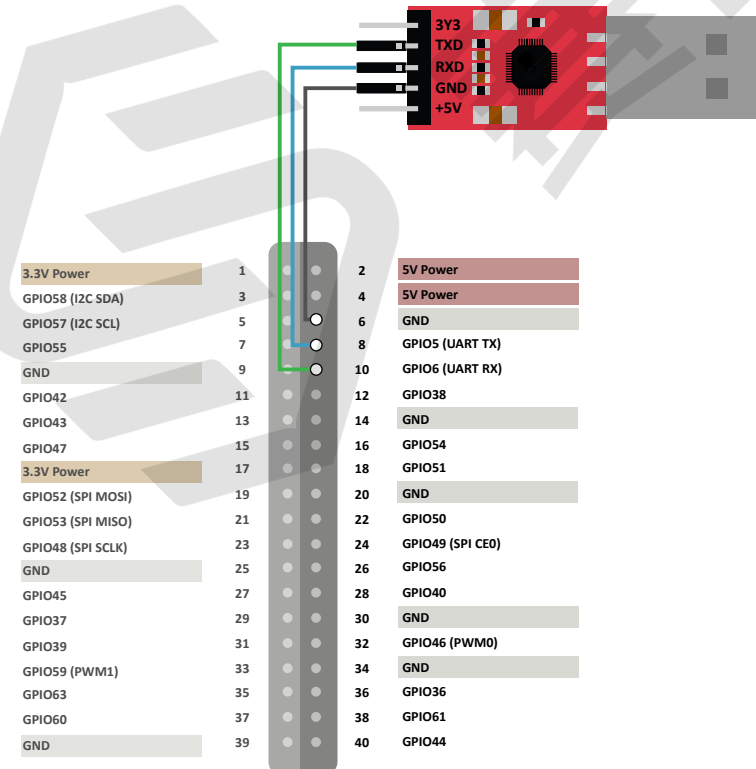 3Y3
TXD
RXD
GND
+5V
3.3V Power 1 2 5V Power
GPIO58 (I2C SDA) 3 4 5V Power
GPIO57 (I2C SCL) 5 6 GND
GPIO55 7 8 GPIO5 (UART TX)
GND 9 10 GPIO6 (UART RX)
GPIO42 11 12 GPIO38
GPIO43 13 14 GND
GPIO47 15 16 GPIO54
3.3V Power 17 18 GPIO51
GPIO52 (SPI MOSI) 19 20 GND
GPIO53 (SPI MISO) 21 22 GPIO50
GPIO48 (SPI SCLK) 23 24 GPIO49 (SPI CE0)
GND 25 26 GPIO56
GPIO45 27 28 GPIO40
GPIO37 29 30 GND
GPIO39 31 32 GPIO46 (PWM0)
GPIO59 (PWM1) 33 34 GND
GPIO63 35 36 GPIO36
GPIO60 37 38 GPIO61
GND 39 40 GPIO44